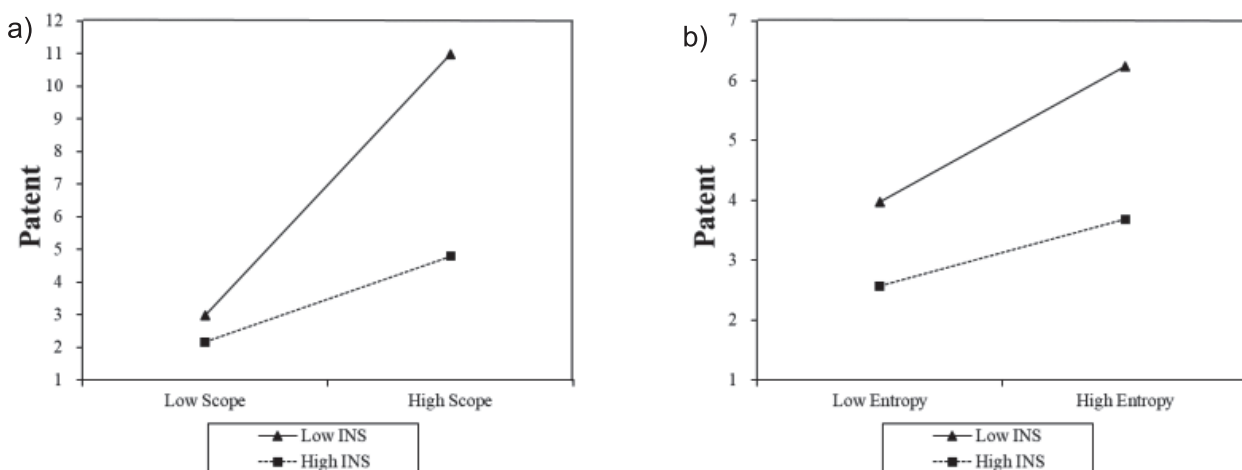 a)
12
11
10
9
8
7
6
5
4
3
2
1
Patent
Low Scope High Scope
Low INS
High INS
b)
7
6
5
4
3
2
1
Patent
Low Entropy High Entropy
Low INS
High INS